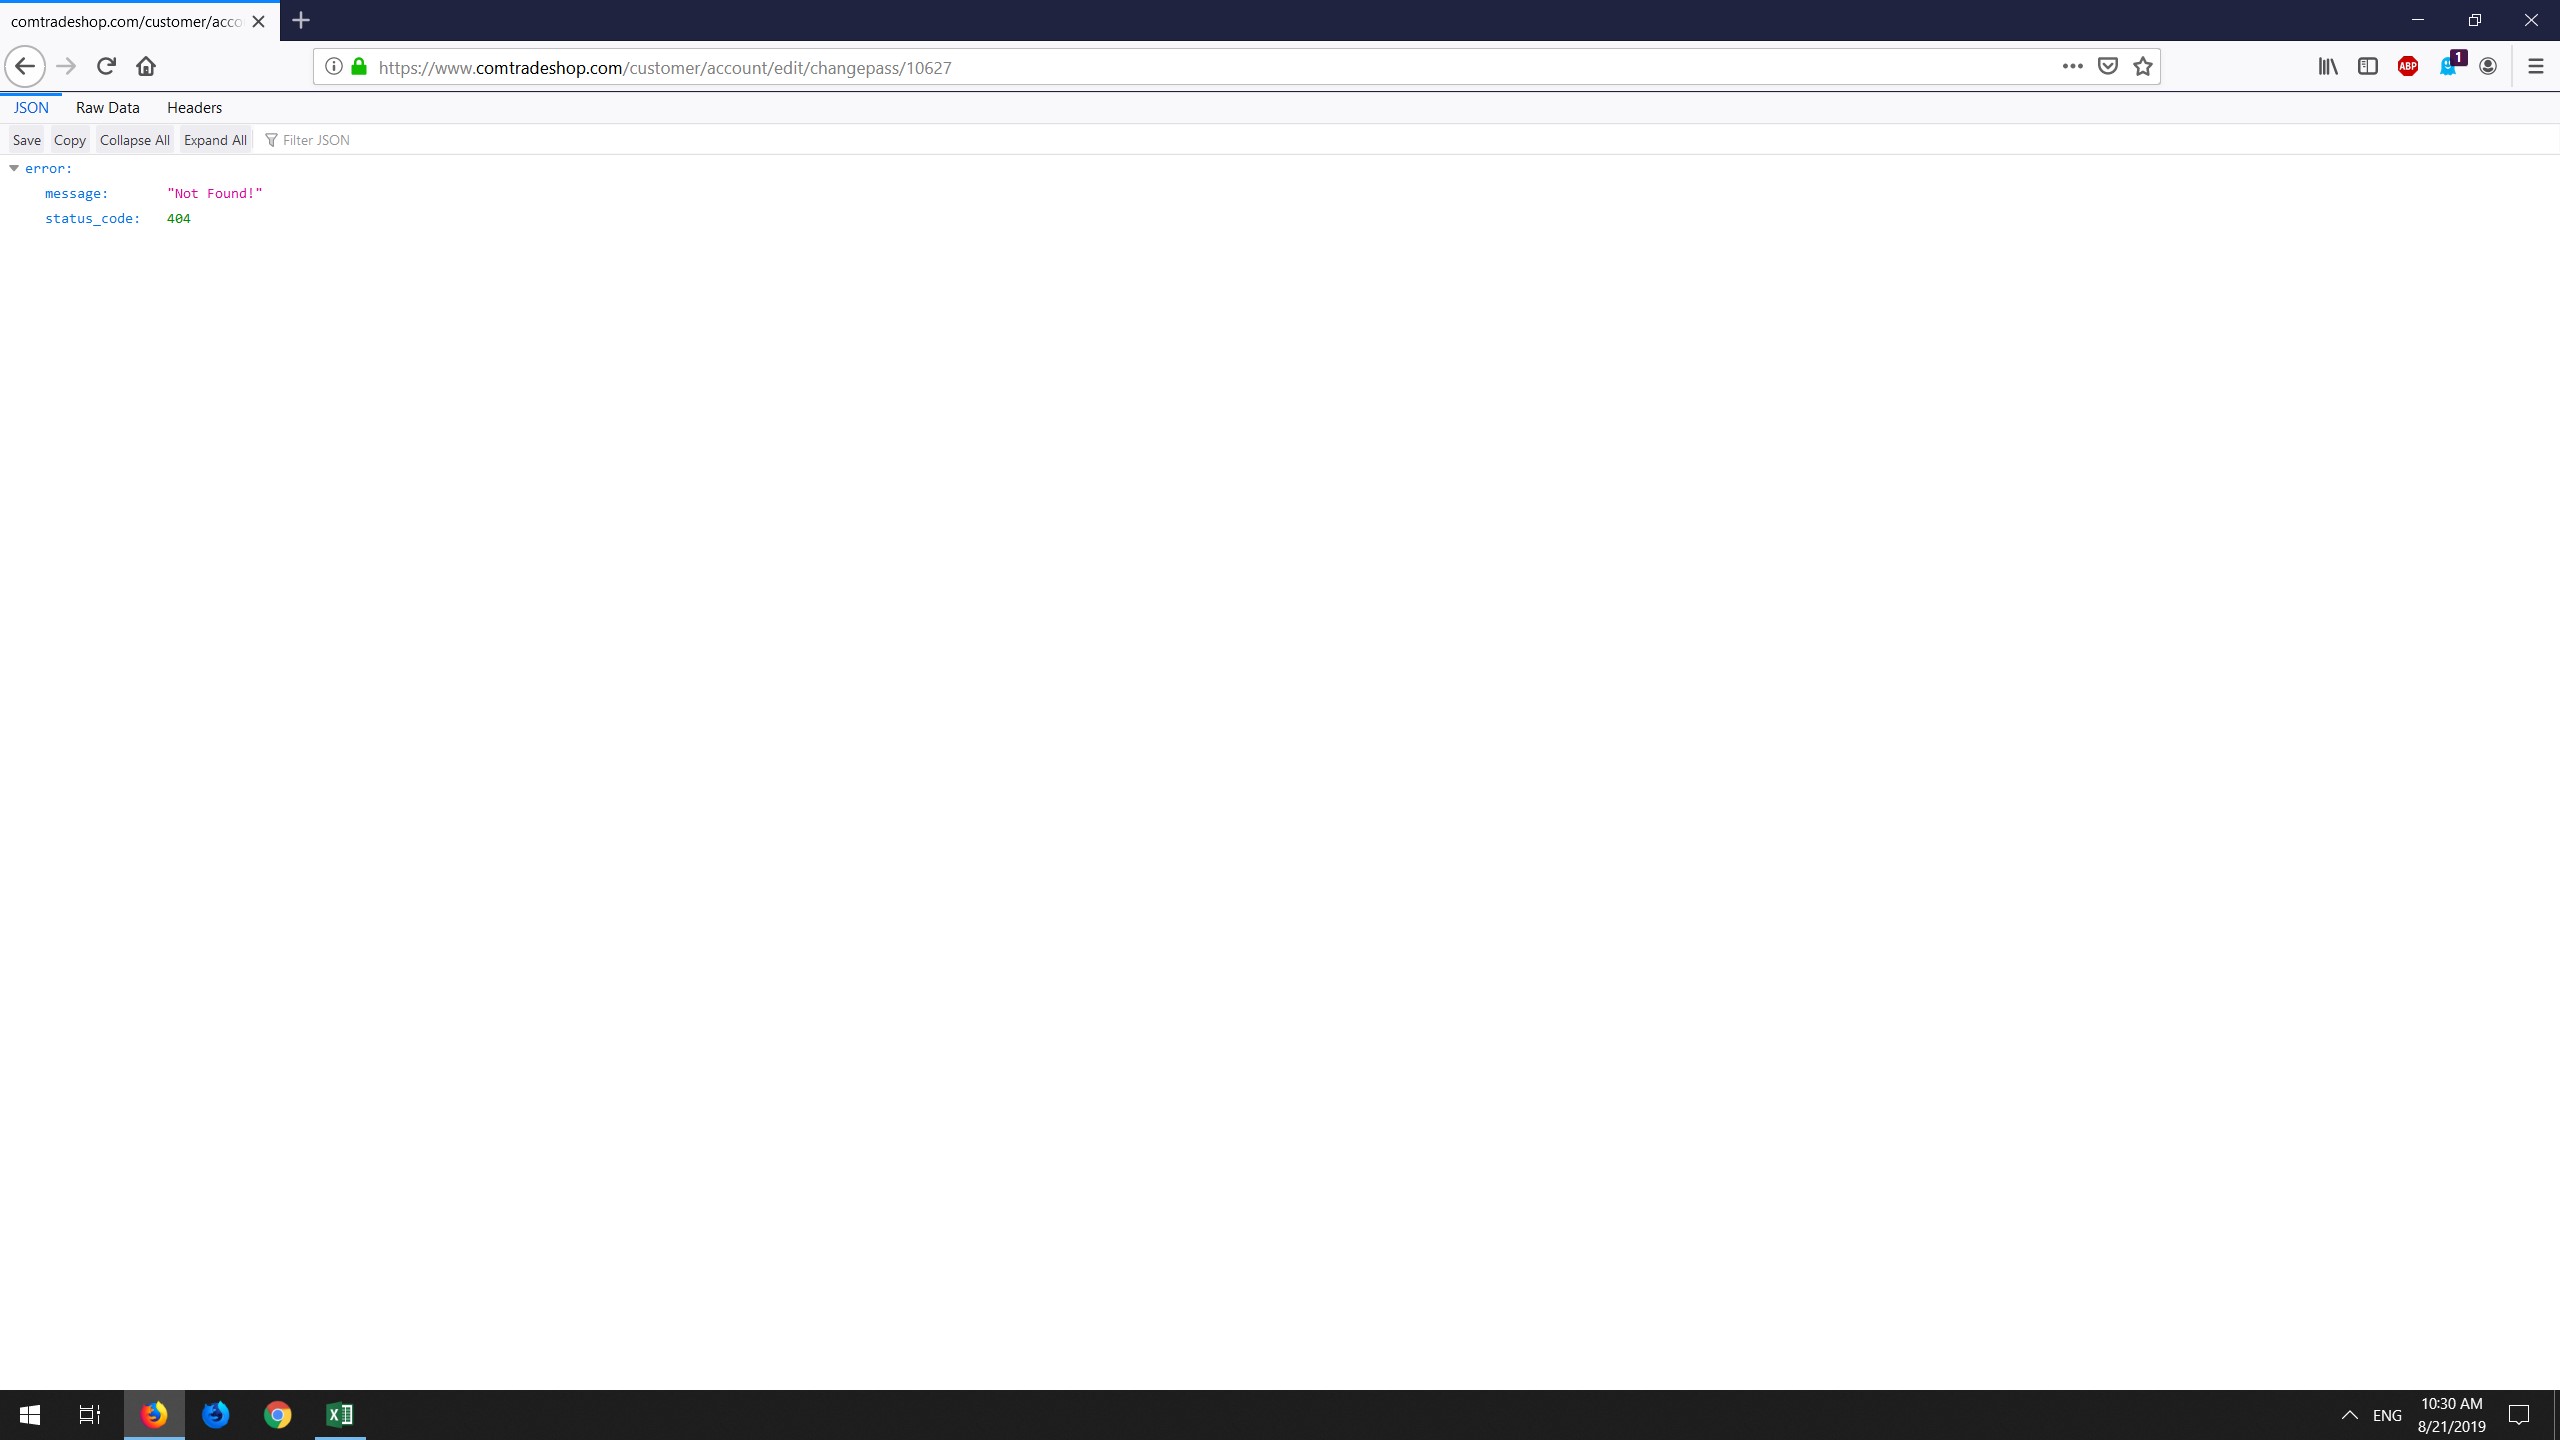 comtradeshop.com/customer/acco
https://www.comtradeshop.com/customer/account/edit/changepass/10627
ABP
1
JSON Raw Data Headers
Save Copy Collapse All Expand All Filter JSON
error:
message: "Not Found!"
status_code: 404
ENG
10:30 AM
8/21/2019